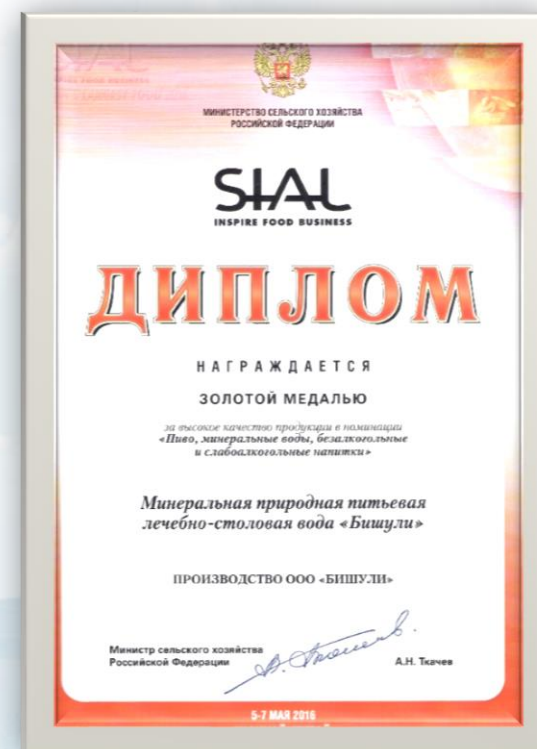 МИНИСТЕРСТВО СЕЛЬСКОГО ХОЗЯЙСТВА
РОССИЙСКОЙ ФЕДЕРАЦИИ
SIAL
INSPIRE FOOD BUSINESS
ДИПЛОМ
НАГРАЖДАЕТСЯ
ЗОЛОТОЙ МЕДАЛЬЮ
за высокое качество продукции в номинации
«Пиво, минеральные воды, безалкогольные
и слабоалкогольные напитки»
Минеральная природная питьевая
лечебно-столовая вода «Бишули»
ПРОИЗВОДСТВО ООО «БИШУЛИ»
Министр сельского хозяйства
Российской Федерации
А.Н. Ткачев
5-7 МАЯ 2016